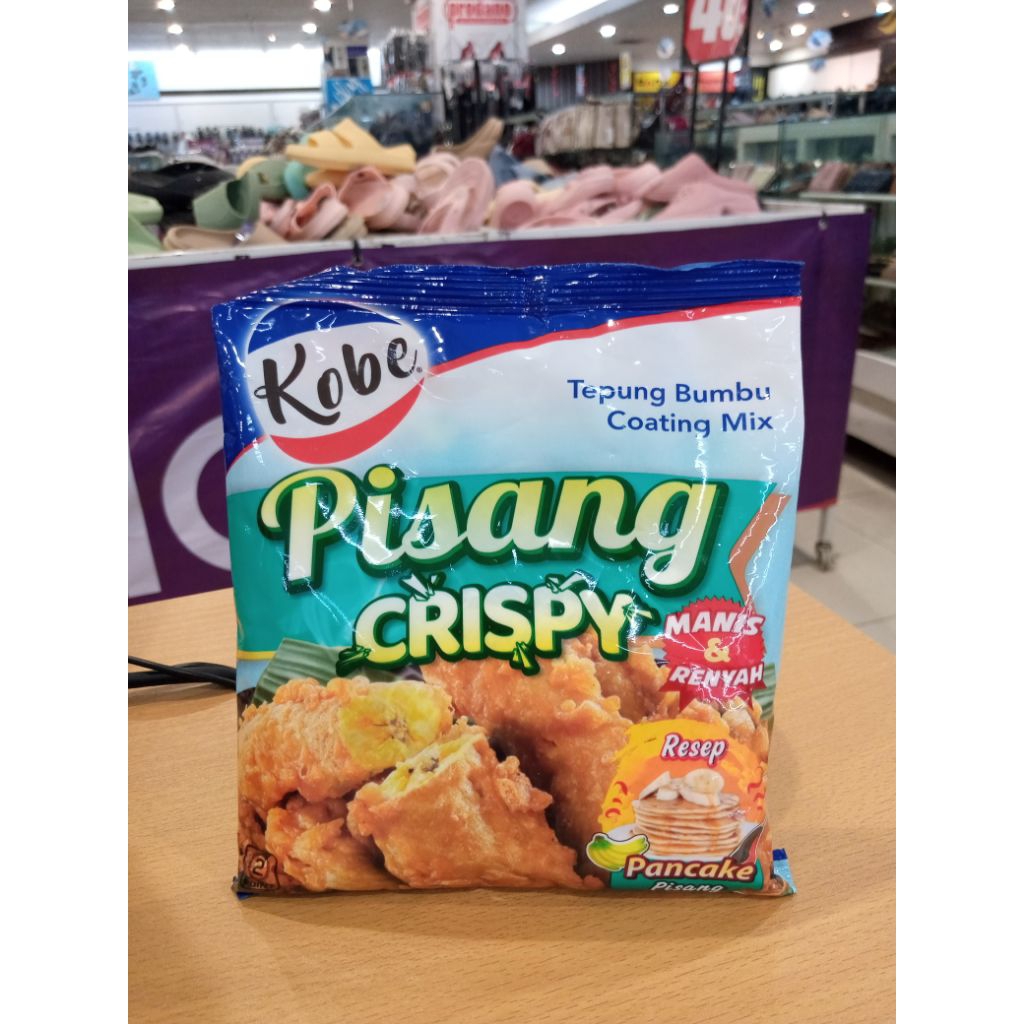 Kobe
Tepung Bumbu
Coating Mix
Pisang
CRISPY
MANIS
&
RENYAH
Resep
Pancake
Pisang